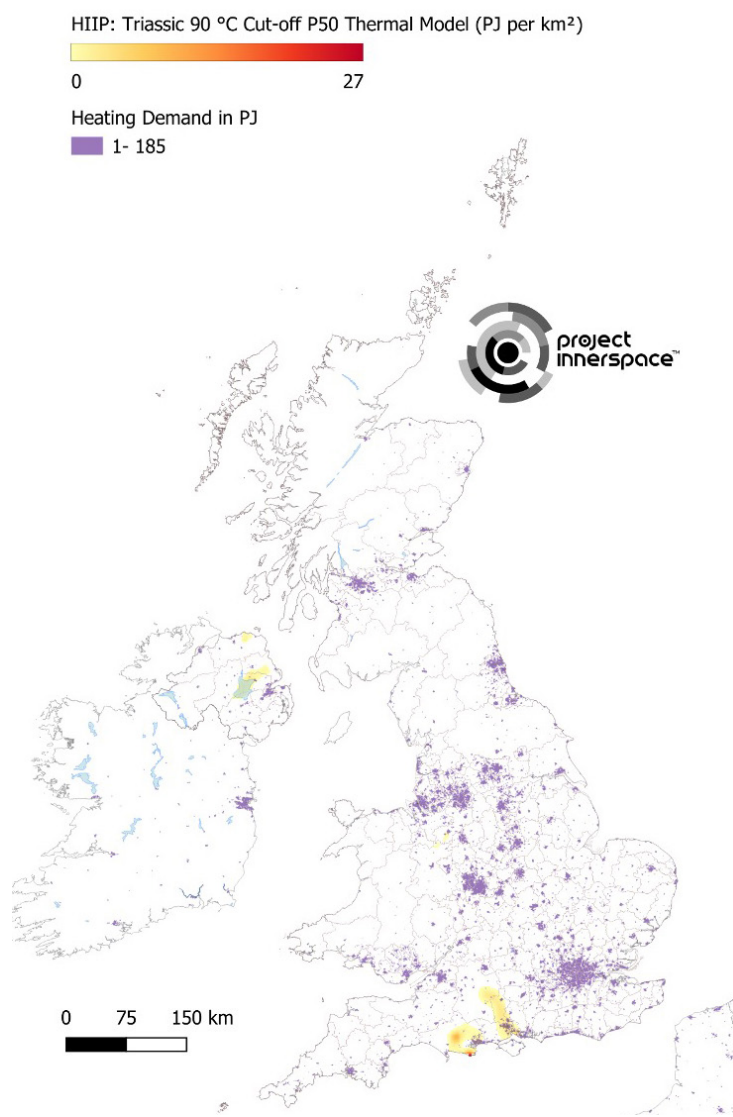 HIIP: Triassic 90 °C Cut-off P50 Thermal Model (PJ per km²)
0 27
Heating Demand in PJ
1- 185
project
innerspace™
0 75 150 km